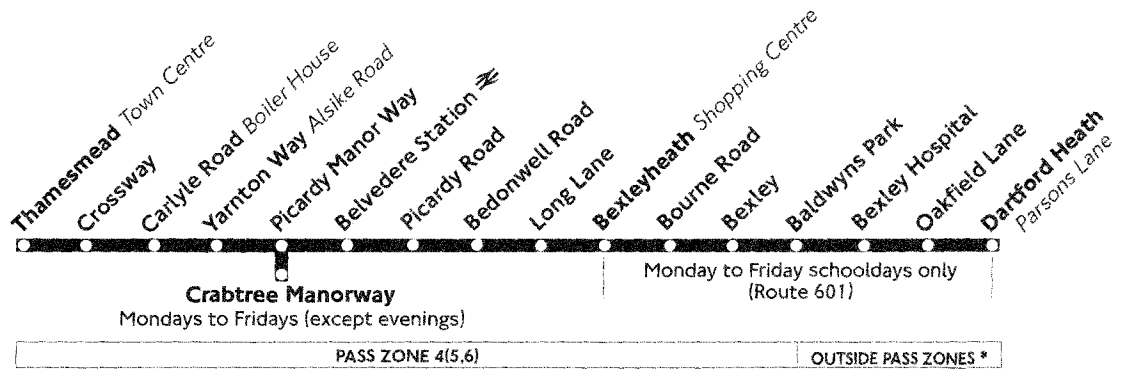 Thamesmead Town Centre
Crossway
Carlyle Road Boiler House
Yarnton Way Alsike Road
Picardy Manor Way
Belvedere Station
Picardy Road
Bedonwell Road
Long Lane
Bexleyheath Shopping Centre
Bourne Road
Bexley
Baldwyns Park
Bexley Hospital
Oakfield Lane
Dartford Heath
Parsons Lane
Crabtree Manorway
Mondays to Fridays (except evenings)
Monday to Friday schooldays only
(Route 601)
PASS ZONE 4(5,6)
OUTSIDE PASS ZONES *